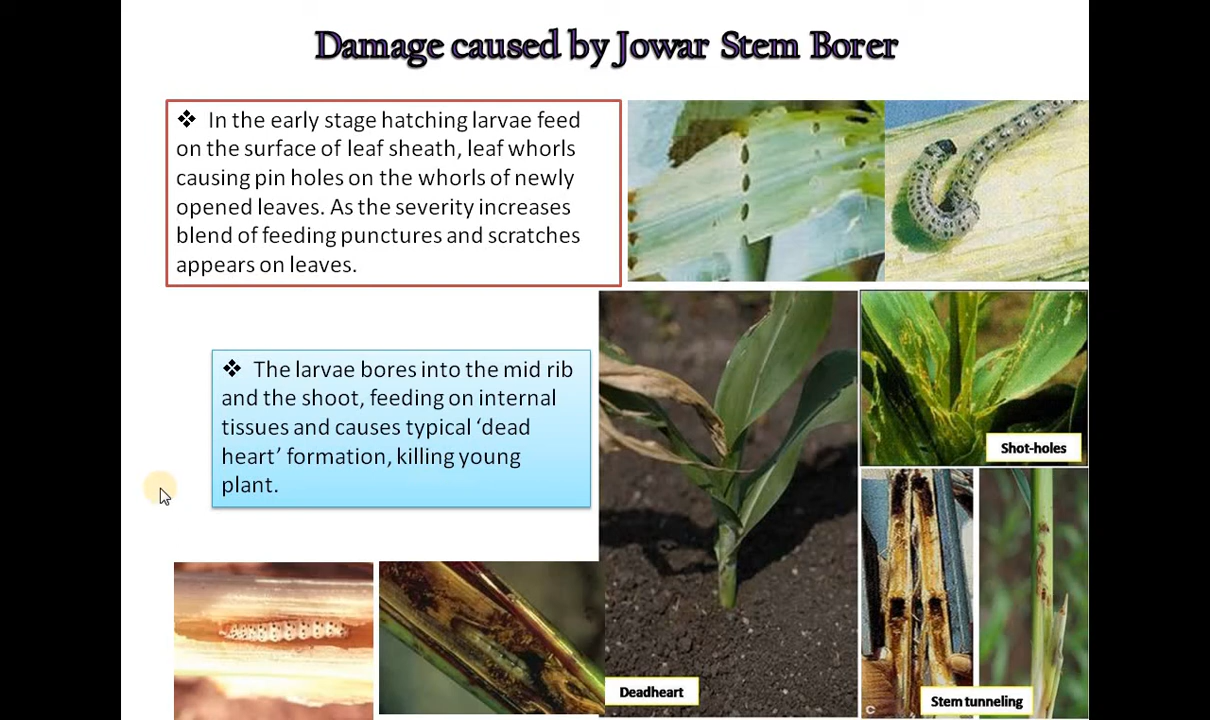 Damage caused by Jowar Stem Borer
❖ In the early stage hatching larvae feed
on the surface of leaf sheath, leaf whorls
causing pin holes on the whorls of newly
opened leaves. As the severity increases
blend of feeding punctures and scratches
appears on leaves.
❖ The larvae bores into the mid rib
and the shoot, feeding on internal
tissues and causes typical ‘dead
heart’ formation, killing young
plant.
Shot-holes
Deadheart
Stem tunneling
C